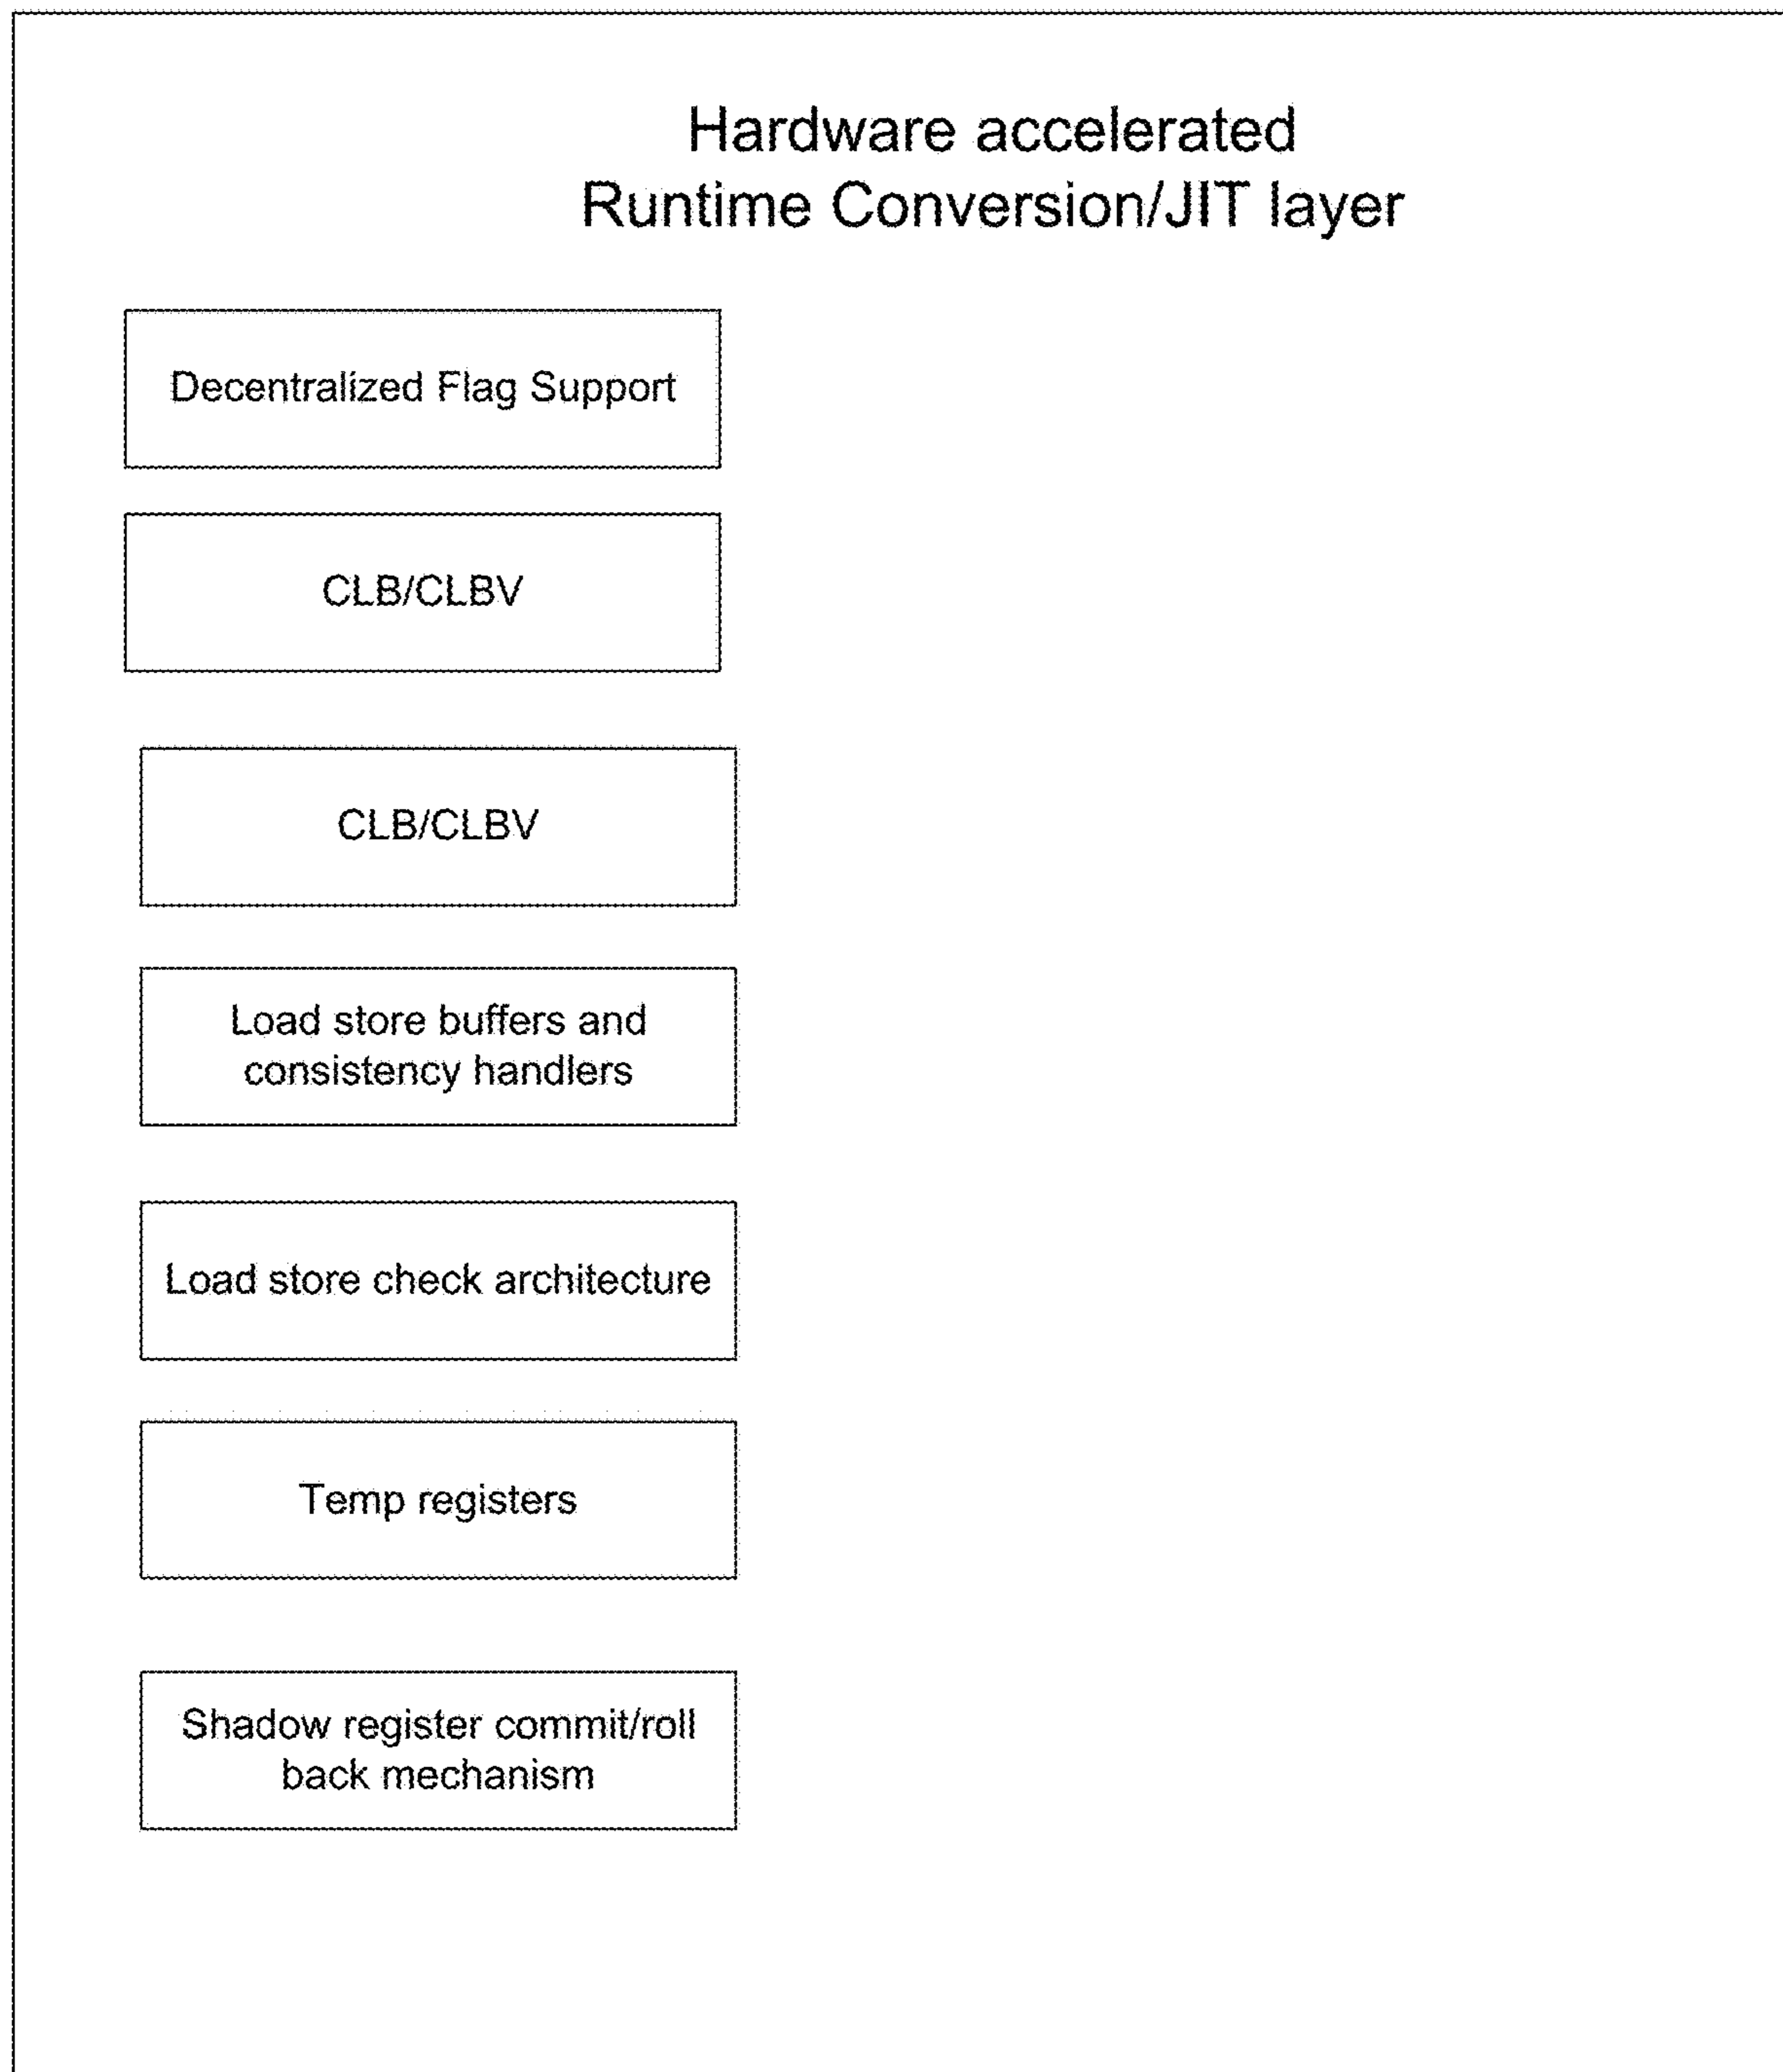 Hardware accelerated
Runtime Conversion/JIT layer
Decentralized Flag Support
CLB/CLBV
CLB/CLBV
Load store buffers and
consistency handlers
Load store check architecture
Temp registers
Shadow register commit/roll
back mechanism